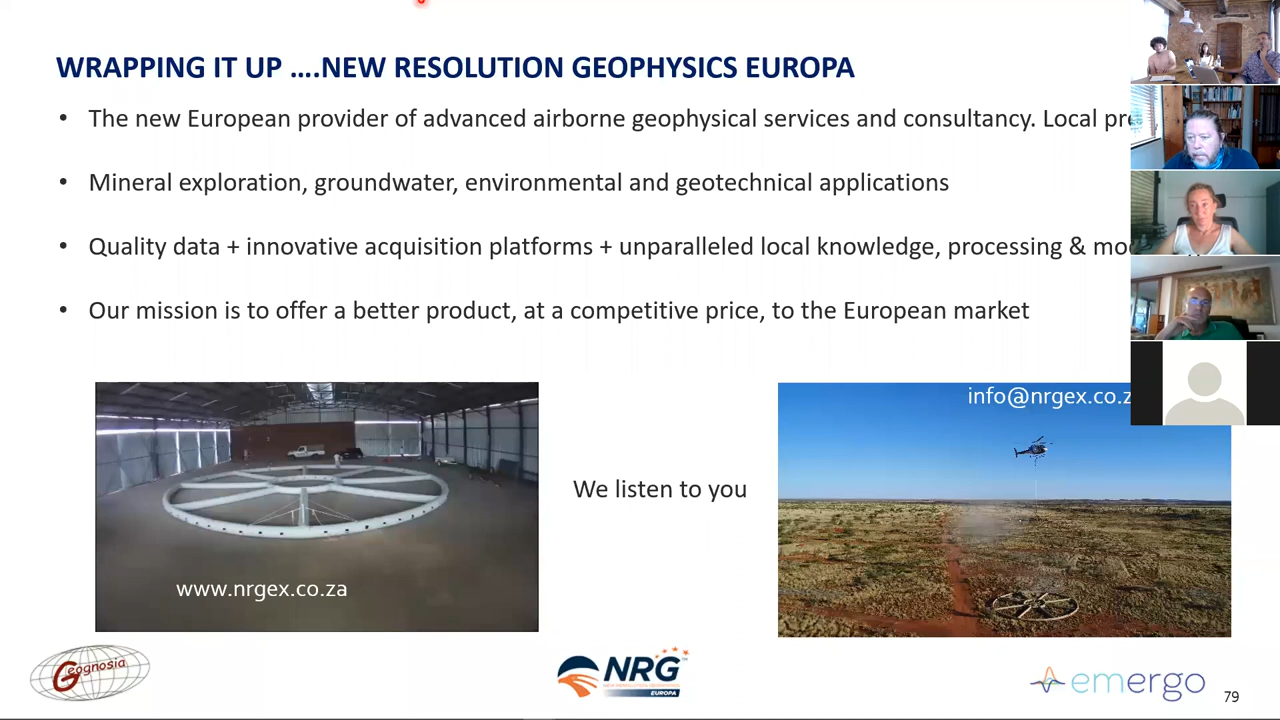 WRAPPING IT UP ….NEW RESOLUTION GEOPHYSICS EUROPA
• The new European provider of advanced airborne geophysical services and consultancy. Local
• Mineral exploration, groundwater, environmental and geotechnical applications
• Quality data + innovative acquisition platforms + unparalleled local knowledge, processing &
• Our mission is to offer a better product, at a competitive price, to the European market
info@nrgex.co.z
We listen to you
www.nrgex.co.za
Geognosia
NRG
EUROPA
emergo
79